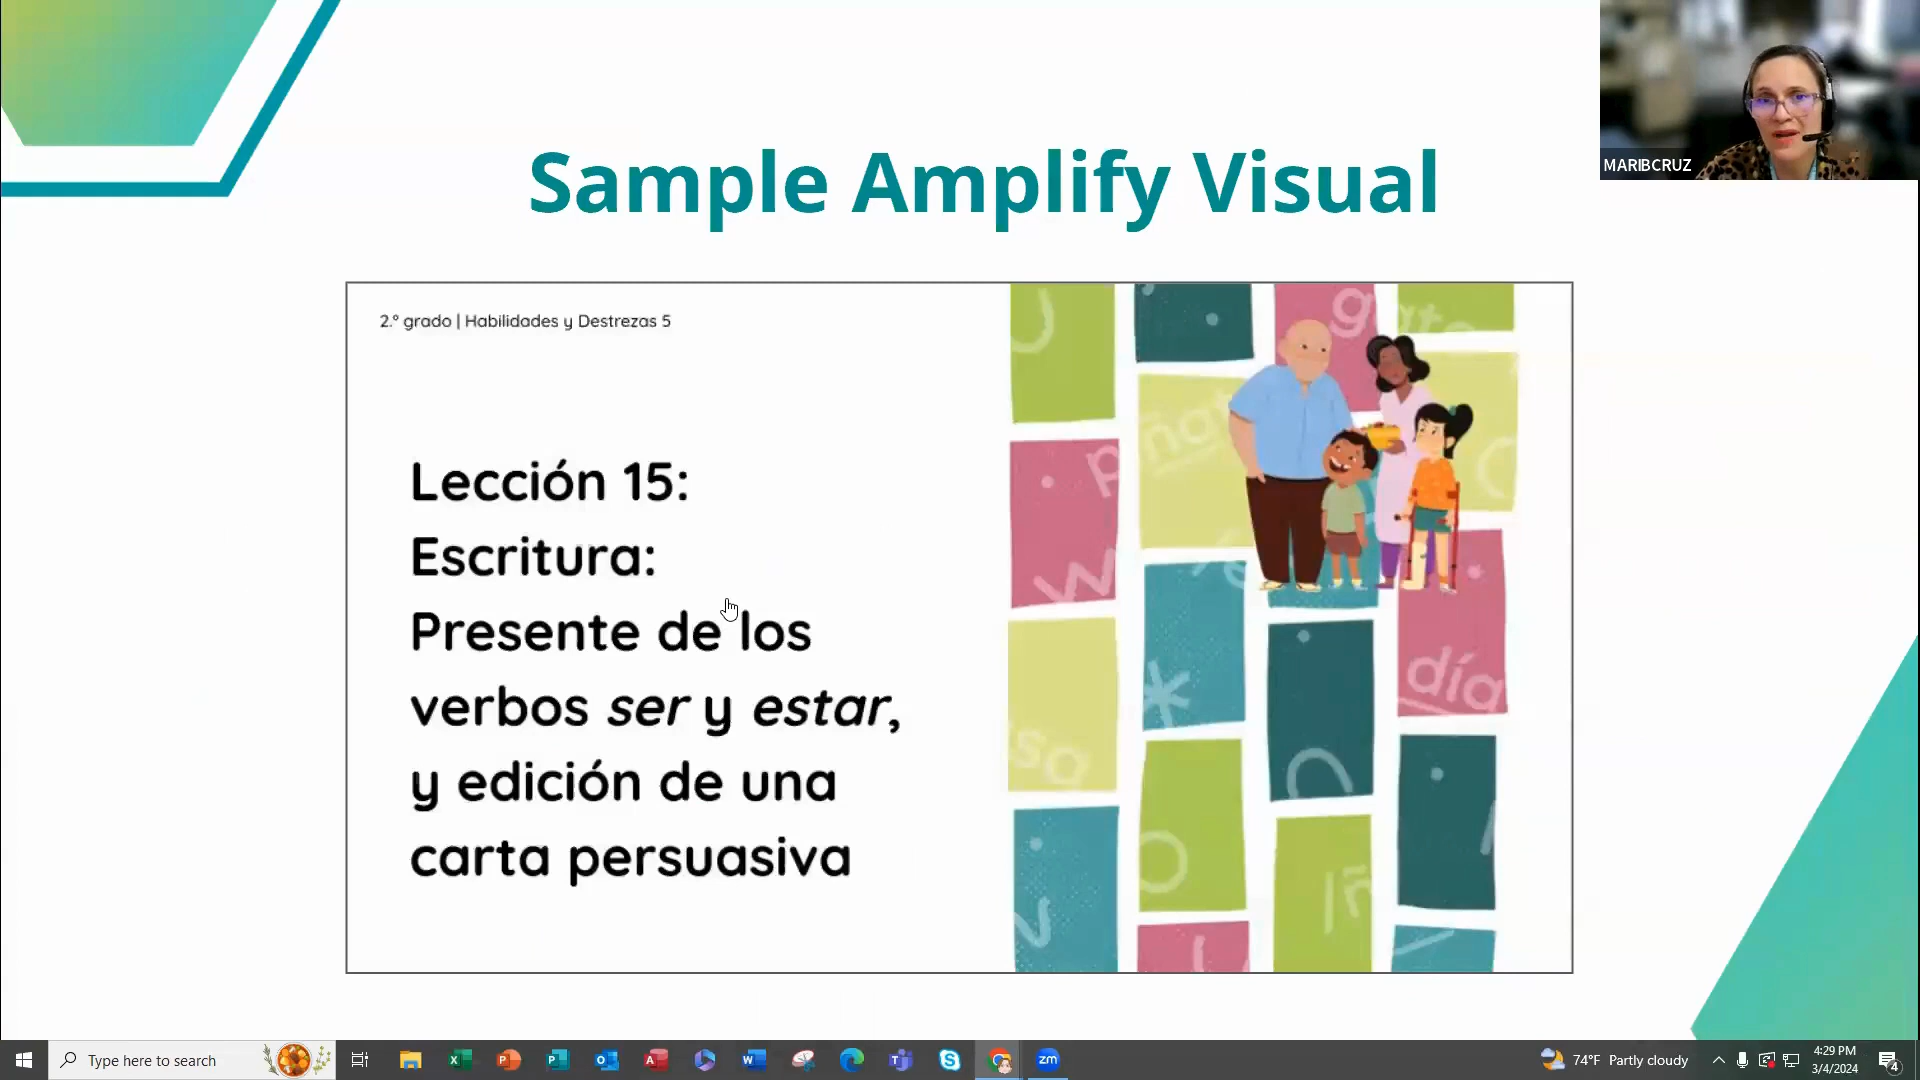 Sample Amplify Visual
MARIBCRUZ
2.º grado | Habilidades y Destrezas 5
Lección 15:
Escritura:
Presente de los
verbos ser y estar,
y edición de una
carta persuasiva
día
Type here to search
74°F Partly cloudy
4:29 PM
3/4/2024
4